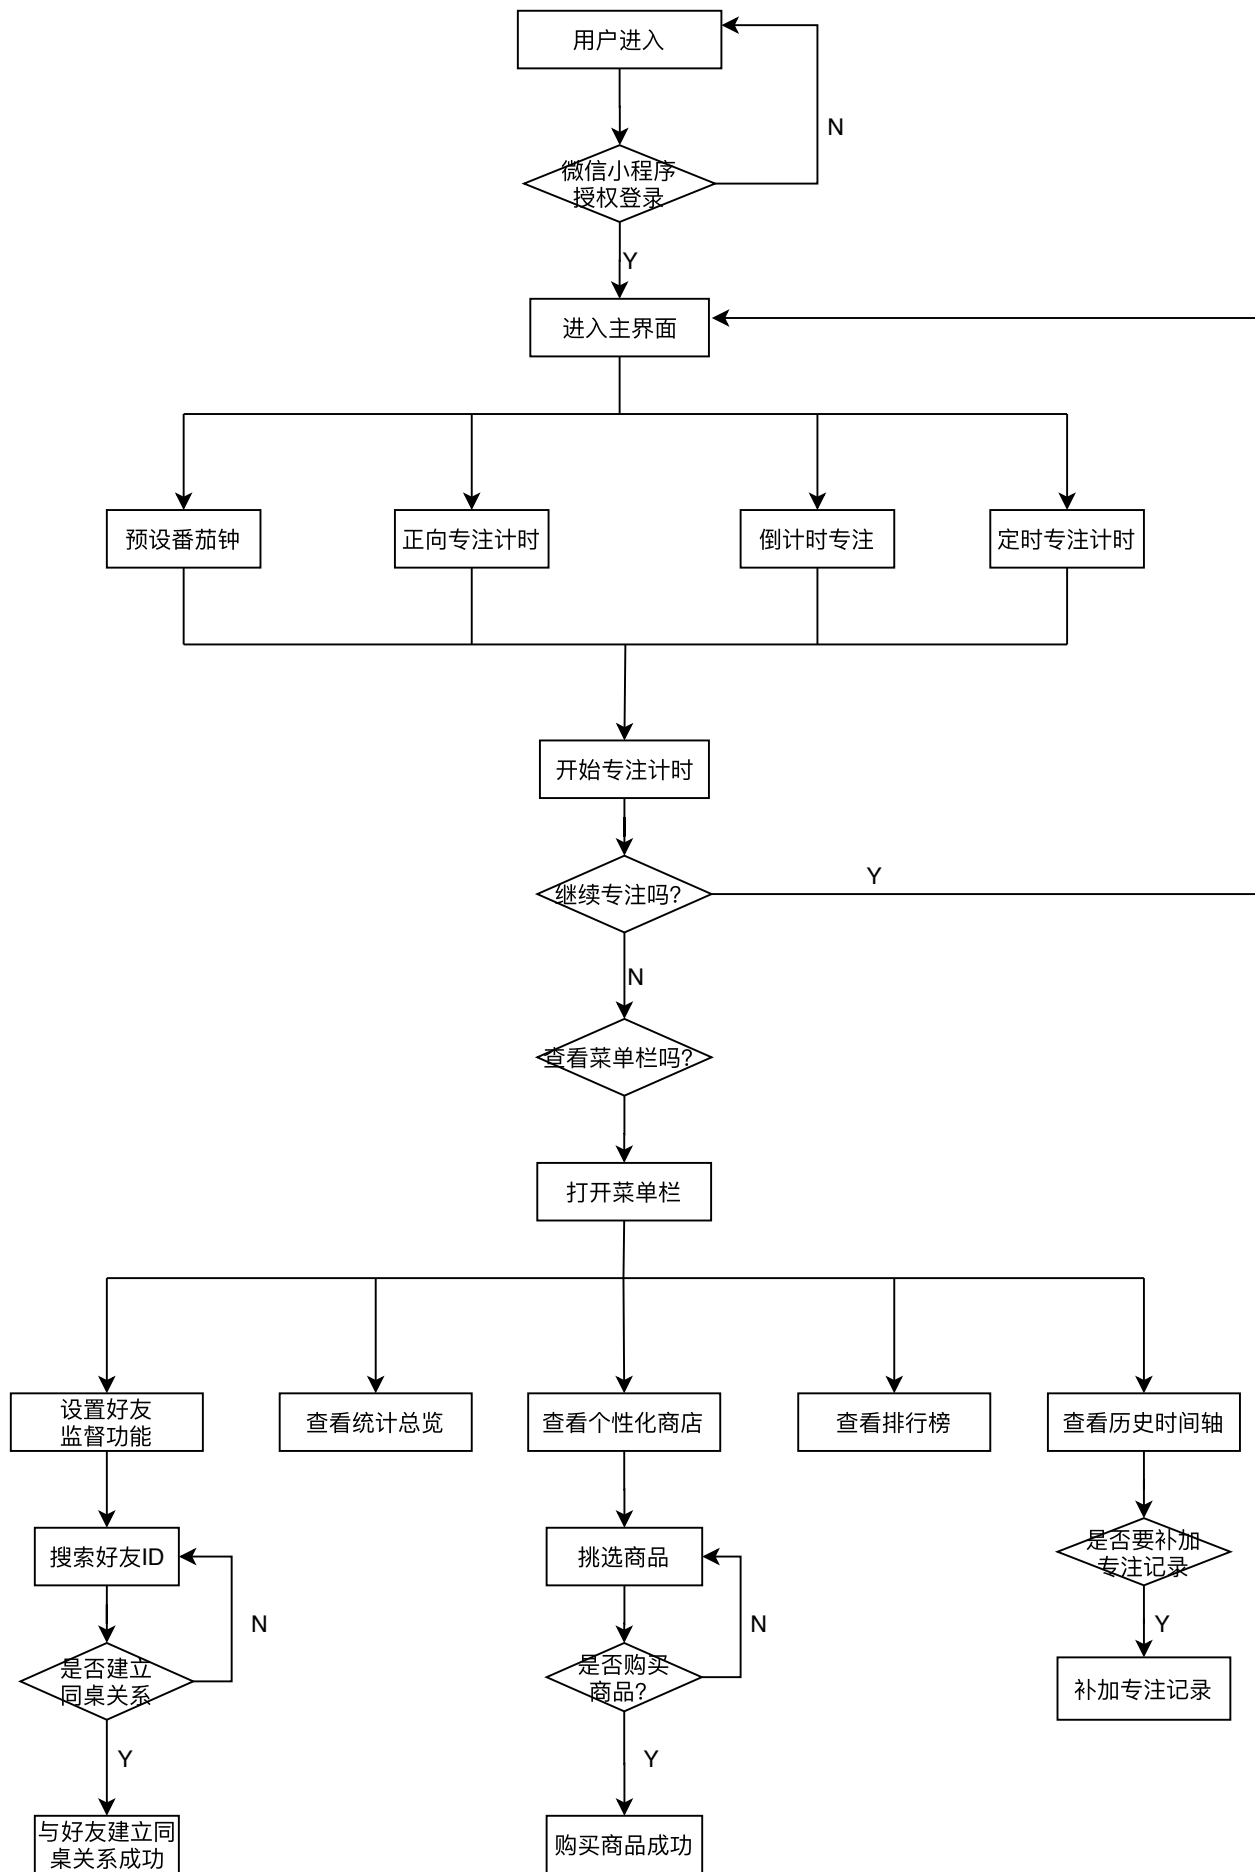 用户进入
N
微信小程序
授权登录
Y
进入主界面
预设番茄钟
正向专注计时
倒计时专注
定时专注计时
开始专注计时
继续专注吗?
Y
N
查看菜单栏吗?
打开菜单栏
设置好友
监督功能
查看统计总览
查看个性化商店
查看排行榜
查看历史时间轴
搜索好友ID
挑选商品
是否要补加
专注记录
N
N
Y
是否建立
同桌关系
是否购买
商品?
补加专注记录
Y
Y
与好友建立同
桌关系成功
购买商品成功